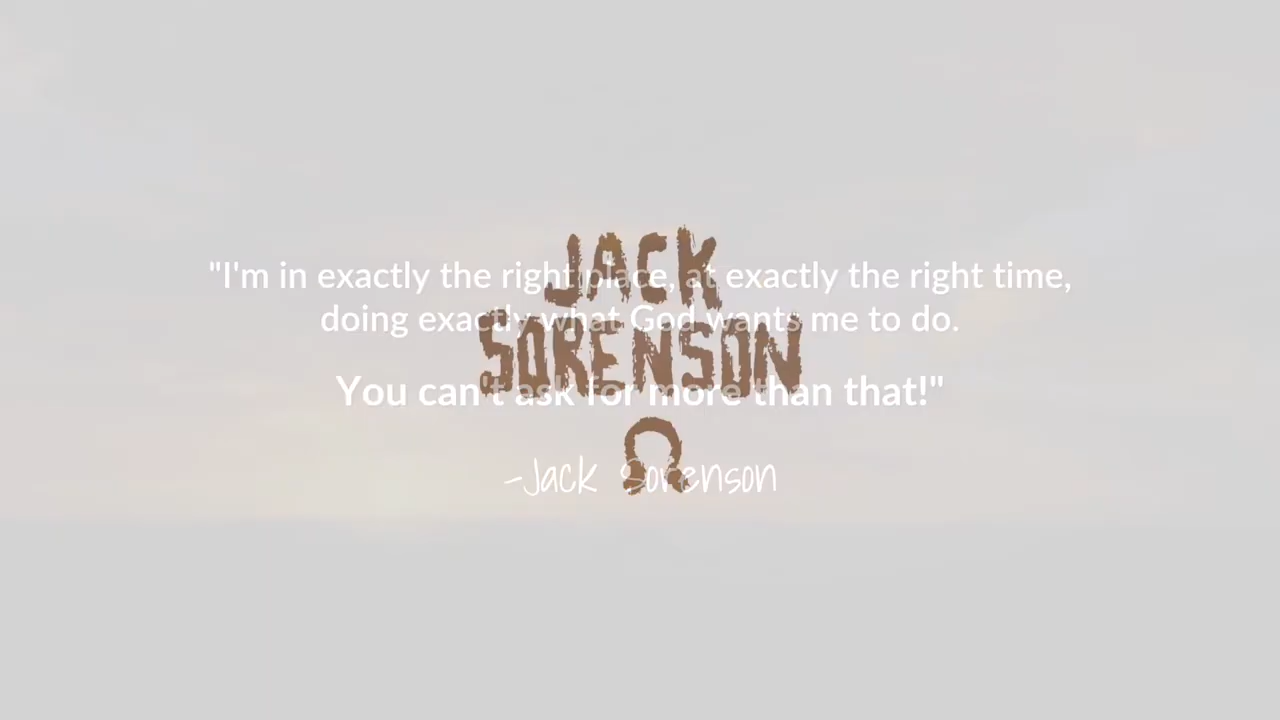 JACK
SORENSON
"I'm in exactly the right place, at exactly the right time,
doing exactly what God wants me to do.
You can't ask for more than that!"
-Jack Sorenson